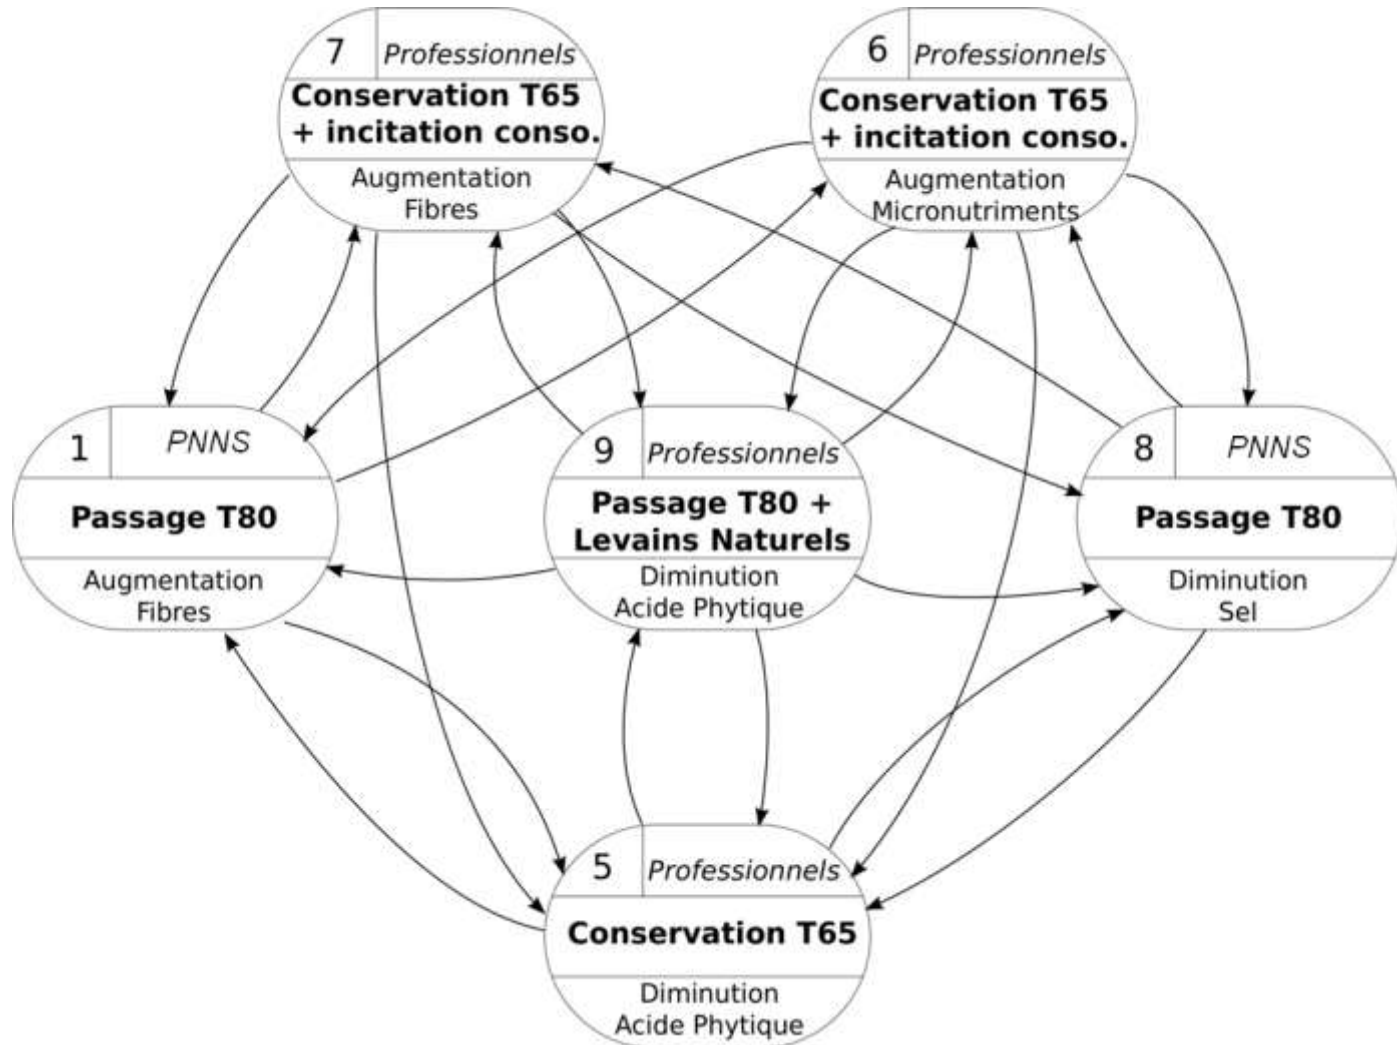 7 Professionnels
Conservation T65
+ incitation conso.
Augmentation
Fibres
6 Professionnels
Conservation T65
+ incitation conso.
Augmentation
Micronutriments
1 PNNS
Passage T80
Augmentation
Fibres
9 Professionnels
Passage T80 +
Levains Naturels
Diminution
Acide Phytique
8 PNNS
Passage T80
Diminution
Sel
5 Professionnels
Conservation T65
Diminution
Acide Phytique